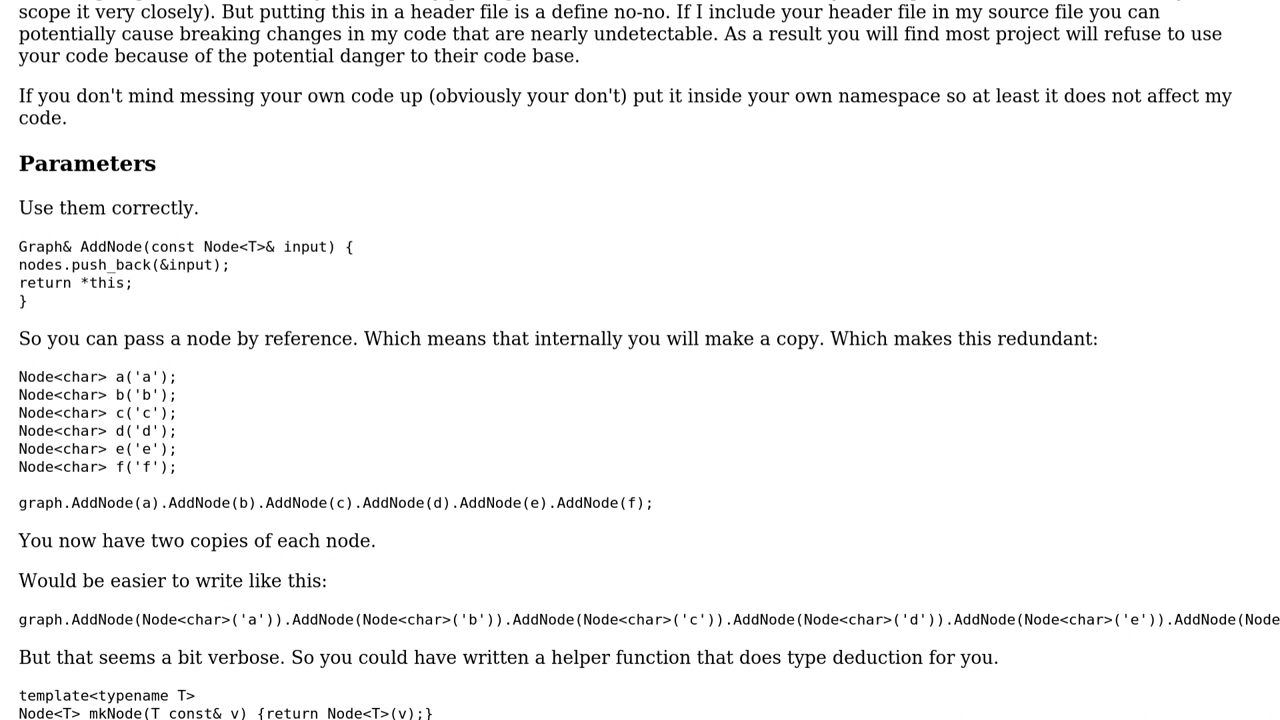 scope it very closely). But putting this in a header file is a define no-no. If I include your header file in my source file you can
potentially cause breaking changes in my code that are nearly undetectable. As a result you will find most project will refuse to use
your code because of the potential danger to their code base.
If you don't mind messing your own code up (obviously your don't) put it inside your own namespace so at least it does not affect my
code.
Parameters
Use them correctly.
Graph& AddNode(const Node<T>& input) {
nodes.push_back(&input);
return *this;
}
So you can pass a node by reference. Which means that internally you will make a copy. Which makes this redundant:
Node<char> a('a');
Node<char> b('b');
Node<char> c('c');
Node<char> d('d');
Node<char> e('e');
Node<char> f('f');
graph.AddNode(a).AddNode(b).AddNode(c).AddNode(d).AddNode(e).AddNode(f);
You now have two copies of each node.
Would be easier to write like this:
graph.AddNode(Node<char>('a')).AddNode(Node<char>('b')).AddNode(Node<char>('c')).AddNode(Node<char>('d')).AddNode(Node<char>('e')).AddNode(Node
But that seems a bit verbose. So you could have written a helper function that does type deduction for you.
template<typename T>
Node<T> mkNode(T const& v) {return Node<T>(v);}